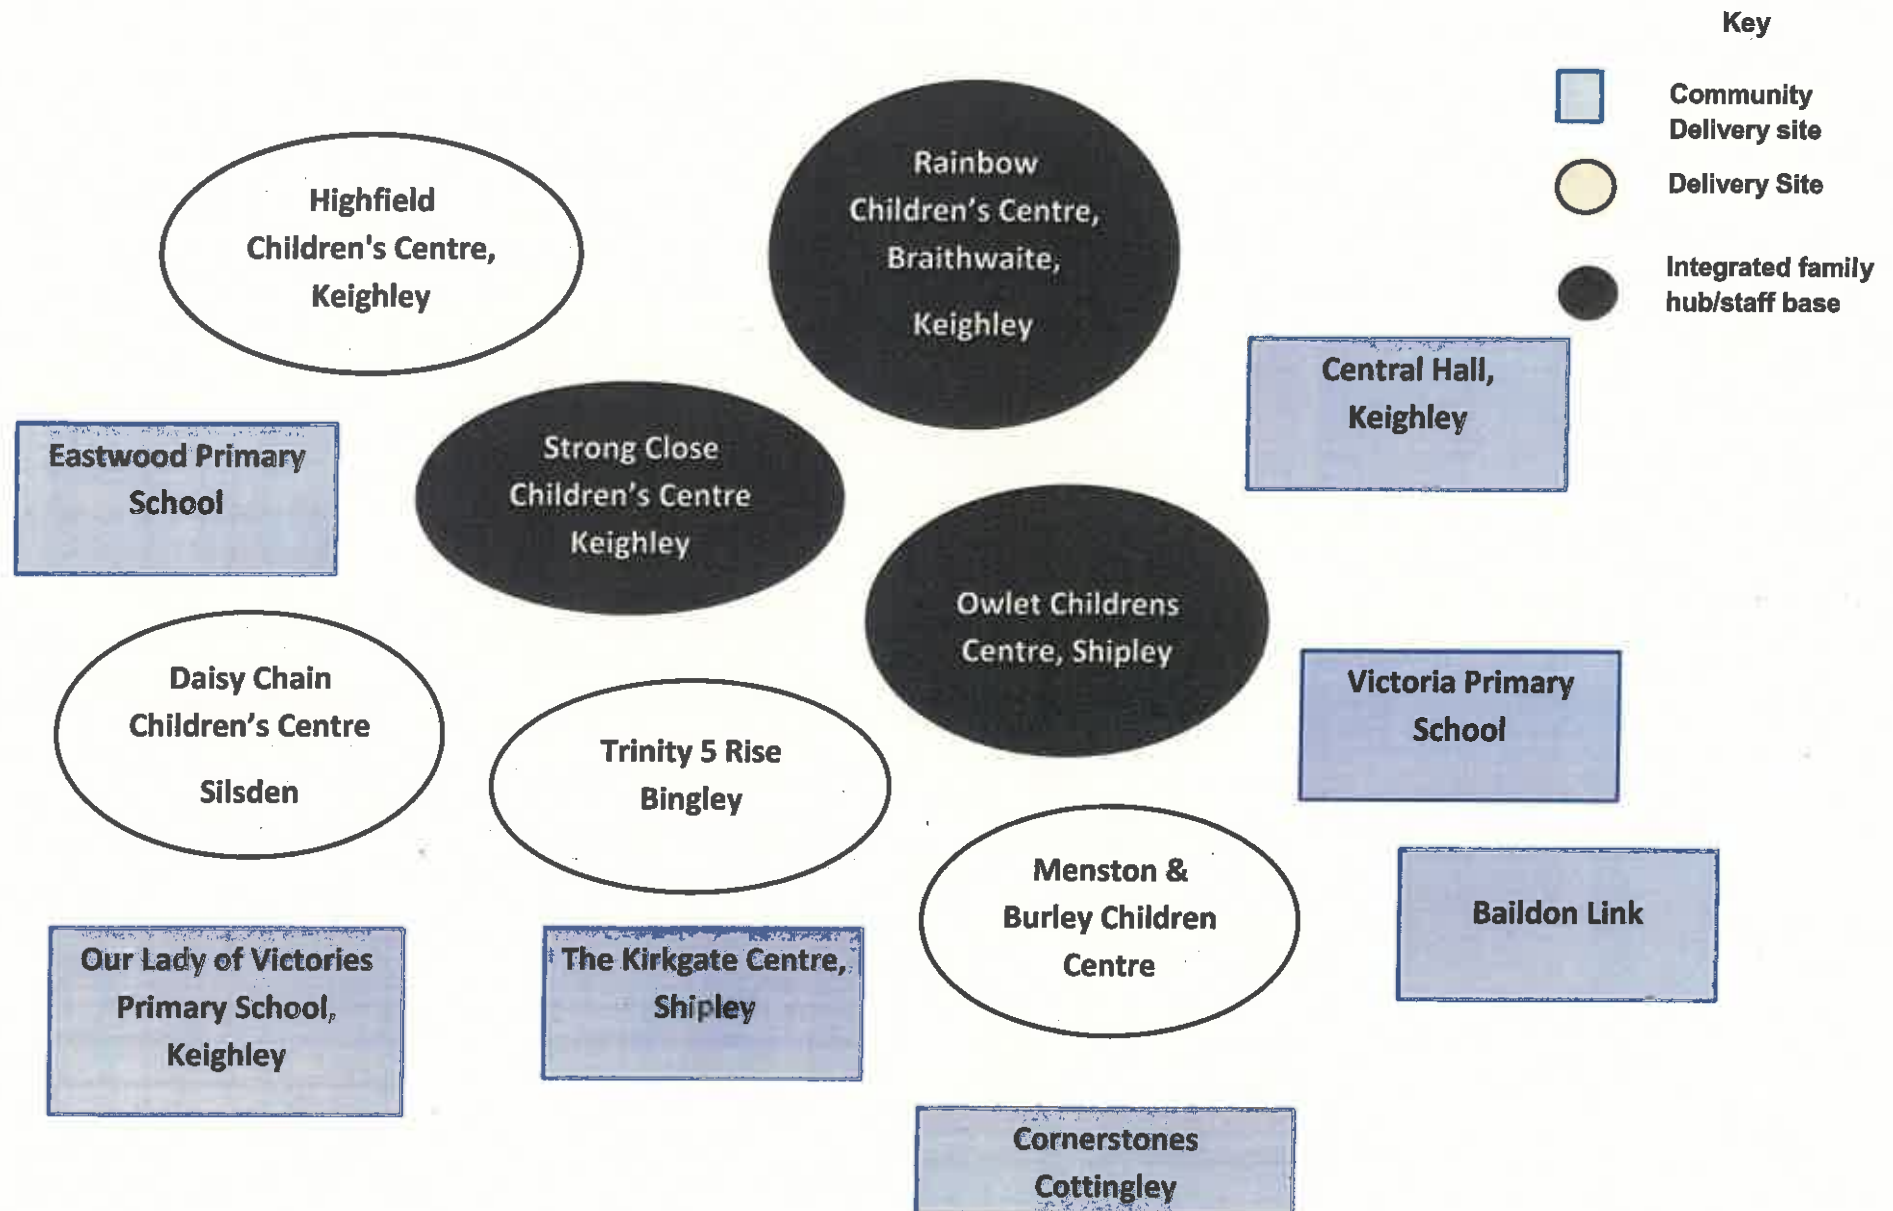 Key
Community
Delivery site
Delivery Site
Integrated family
hub/staff base
Highfield
Children's Centre,
Keighley
Rainbow
Children’s Centre,
Braithwaite,
Keighley
Central Hall,
Keighley
Eastwood Primary
School
Strong Close
Children’s Centre
Keighley
Owlet Childrens
Centre, Shipley
Daisy Chain
Children’s Centre
Silsden
Trinity 5 Rise
Bingley
Victoria Primary
School
Menston &
Burley Children
Centre
Baildon Link
Our Lady of Victories
Primary School,
Keighley
The Kirkgate Centre,
Shipley
Cornerstones
Cottingley